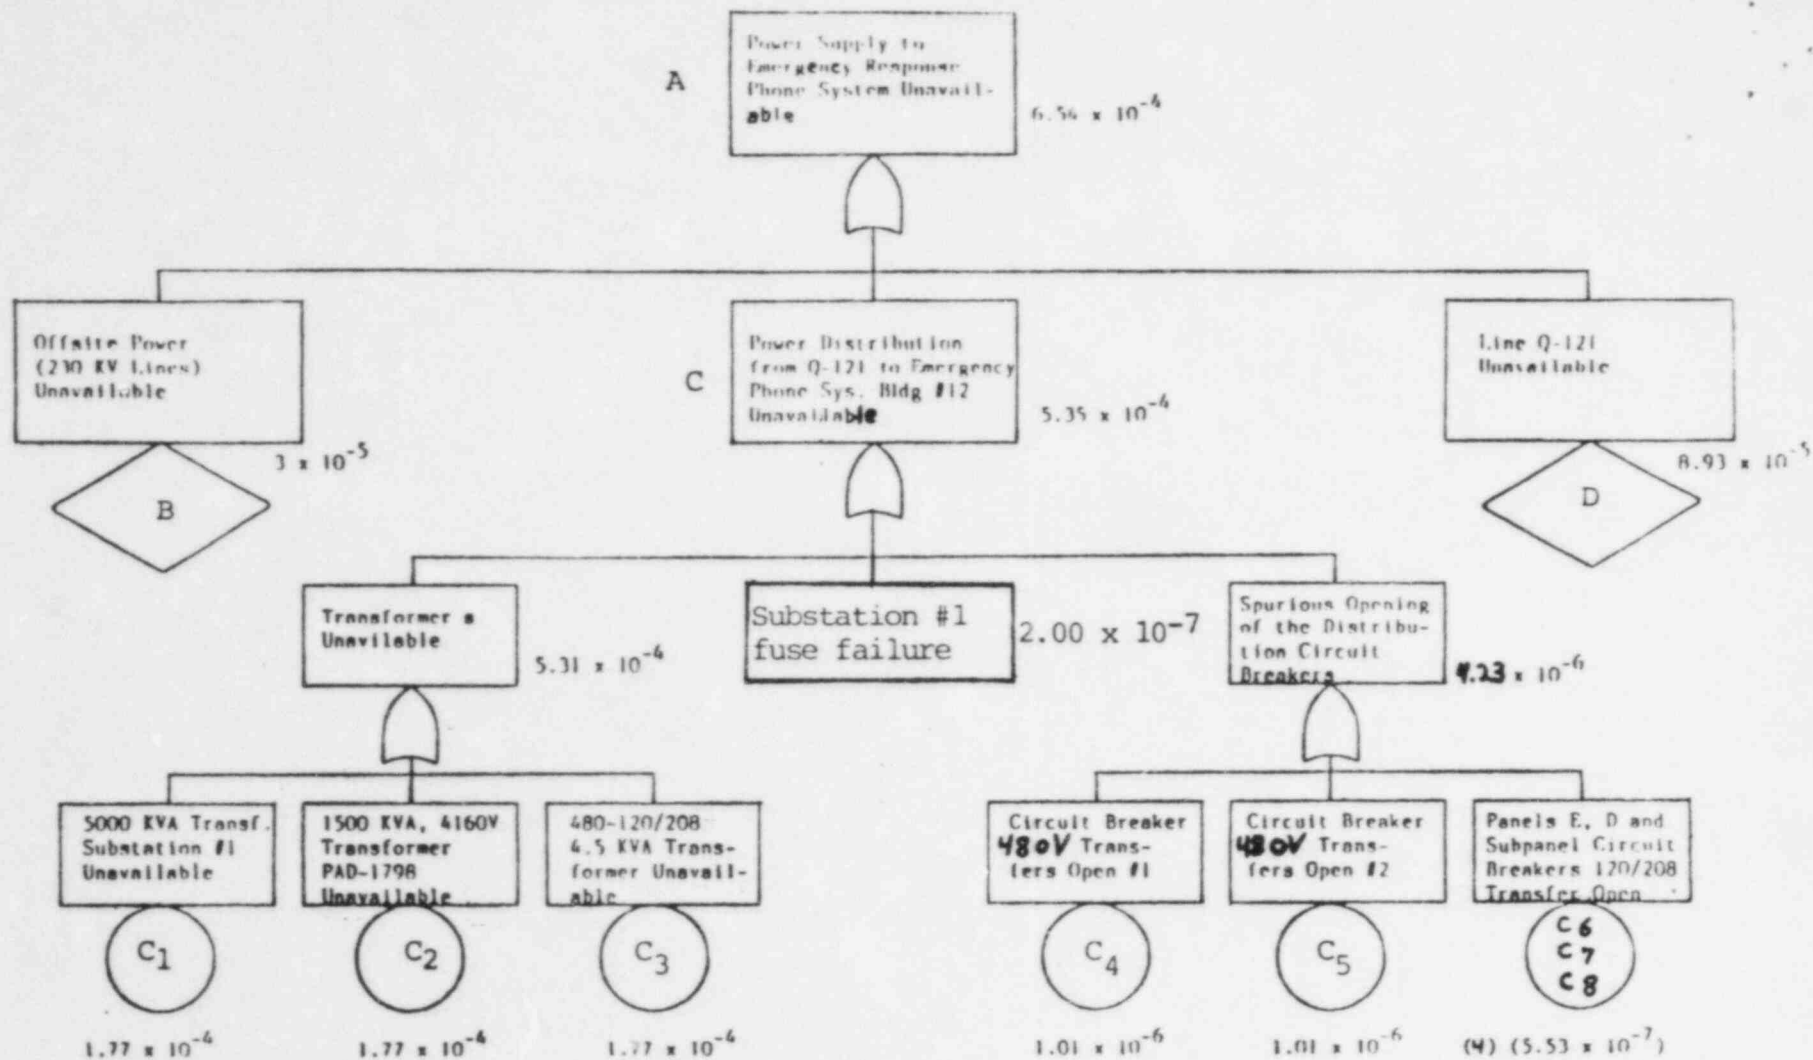 A
Power Supply to
Emergency Response
Phone System Unavail-
able
6.54 x 10⁻⁴
Offsite Power
(230 KV Lines)
Unavailable
3 x 10⁻⁵
B
C
Power Distribution
from Q-121 to Emergency
Phone Sys. Bldg #12
Unavailable
5.35 x 10⁻⁴
Line Q-121
Unavailable
8.93 x 10⁻⁵
D
Transformer s
Unavilable
5.31 x 10⁻⁴
Substation #1
fuse failure
2.00 x 10⁻⁷
Spurious Opening
of the Distribu-
tion Circuit
Breakers
4.23 x 10⁻⁶
5000 KVA Transf.
Substation #1
Unavailable
C₁
1.77 x 10⁻⁴
1500 KVA, 4160V
Transformer
PAD-1798
Unavailable
C₂
1.77 x 10⁻⁴
480-120/208
4.5 KVA Trans-
former Unavail-
able
C₃
1.77 x 10⁻⁴
Circuit Breaker
480V Trans-
fers Open #1
C₄
1.01 x 10⁻⁶
Circuit Breaker
480V Trans-
fers Open #2
C₅
1.01 x 10⁻⁶
Panels E, D and
Subpanel Circuit
Breakers 120/208
Transfer Open
C6
C7
C8
(4) (5.53 x 10⁻⁷)